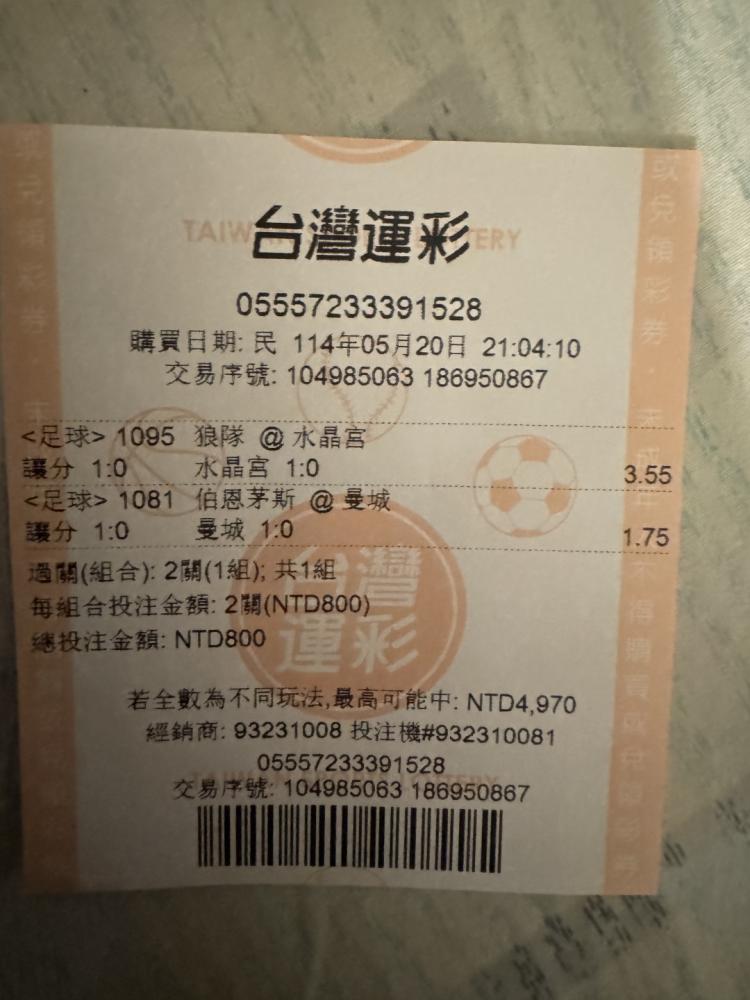 TAIWAN LOTTERY
台灣運彩
05557233391528
購買日期: 民 114年05月20日 21:04:10
交易序號: 104985063 186950867
<足球> 1095 狼隊 @ 水晶宮
讓分 1:0 水晶宮 1:0 3.55
<足球> 1081 伯恩茅斯 @ 曼城
讓分 1:0 曼城 1:0 1.75
過關(組合): 2關(1組); 共1組
每組合投注金額: 2關(NTD800)
總投注金額: NTD800
台灣運彩
若全數為不同玩法,最高可能中: NTD4,970
經銷商: 93231008 投注機#932310081
05557233391528
交易序號: 104985063 186950867